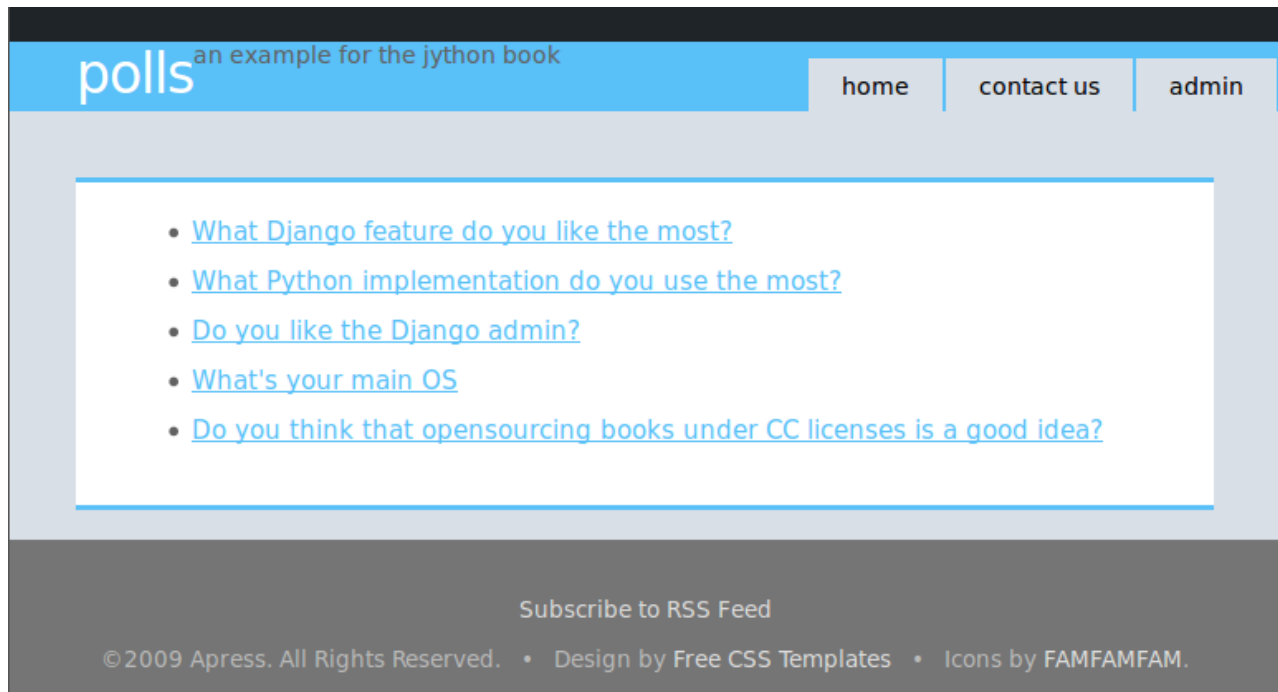 polls an example for the jython book
home contact us admin
• What Django feature do you like the most?
• What Python implementation do you use the most?
• Do you like the Django admin?
• What's your main OS
• Do you think that opensourcing books under CC licenses is a good idea?
Subscribe to RSS Feed
©2009 Apress. All Rights Reserved. • Design by Free CSS Templates • Icons by FAMFAMFAM.